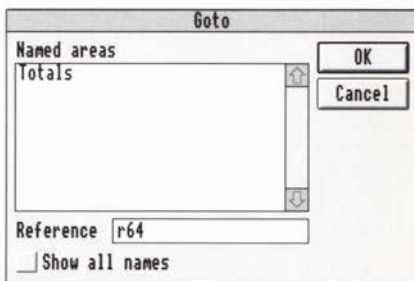 Goto
Named areas
Totals
OK
Cancel
Reference r64
Show all names